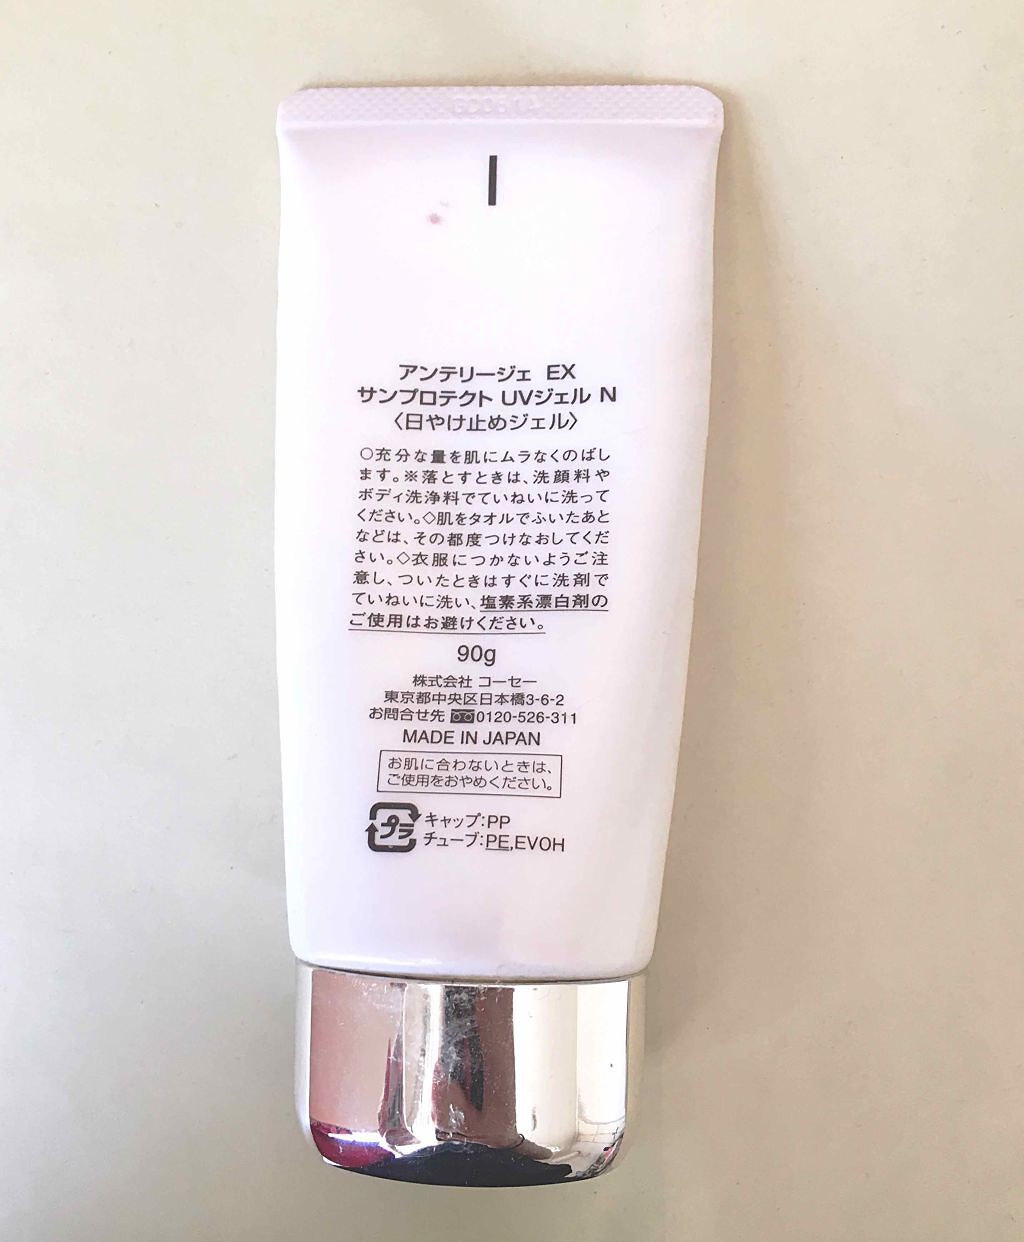 アンテリージェ EX
サンプロテクト UVジェル N
〈日やけ止めジェル〉
○充分な量を肌にムラなくのばし
ます。※落とすときは、洗顔料や
ボディ洗浄料でていねいに洗って
ください。◇肌をタオルでふいたあと
などは、その都度つけなおしてくだ
さい。◇衣服につかないようご注
意し、ついたときはすぐに洗剤で
ていねいに洗い、塩素系漂白剤の
ご使用はお避けください。
90g
株式会社 コーセー
東京都中央区日本橋3-6-2
お問合せ先 0120-526-311
MADE IN JAPAN
お肌に合わないときは、
ご使用をおやめください。
プラ
キャップ:PP
チューブ:PE,EVOH